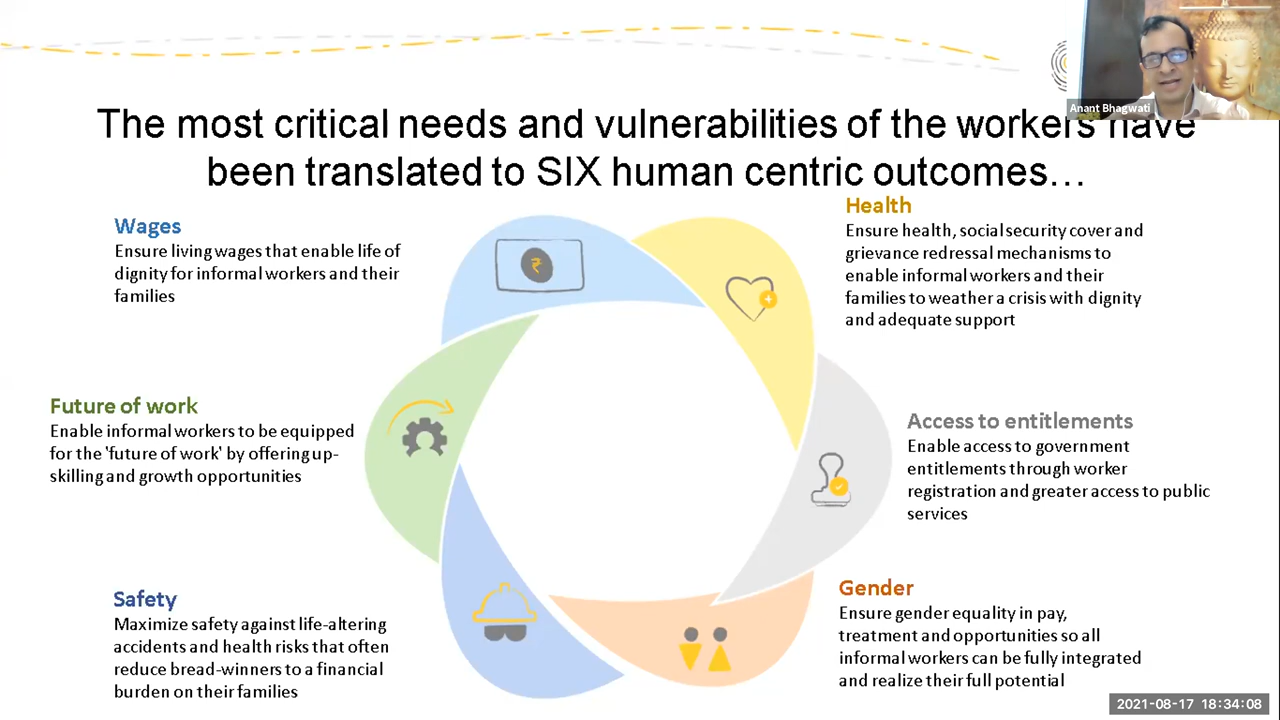 Anant Bhagwati
The most critical needs and vulnerabilities of the workers have
been translated to SIX human centric outcomes…
Wages
Ensure living wages that enable life of
dignity for informal workers and their
families
Health
Ensure health, social security cover and
grievance redressal mechanisms to
enable informal workers and their
families to weather a crisis with dignity
and adequate support
₹
Future of work
Enable informal workers to be equipped
for the 'future of work' by offering up-
skilling and growth opportunities
Access to entitlements
Enable access to government
entitlements through worker
registration and greater access to public
services
Safety
Maximize safety against life-altering
accidents and health risks that often
reduce bread-winners to a financial
burden on their families
Gender
Ensure gender equality in pay,
treatment and opportunities so all
informal workers can be fully integrated
and realize their full potential
2021-08-17 18:34:08